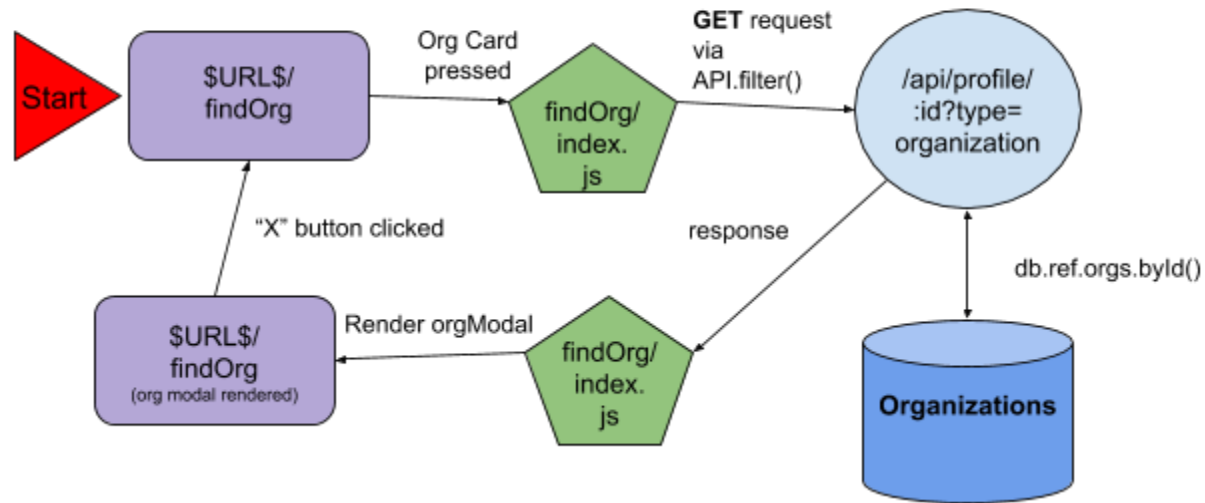 Start
$URL$/
findOrg
Org Card
pressed
findOrg/
index.
js
GET request
via
API.filter()
/api/profile/
:id?type=
organization
“X” button clicked
response
db.ref.orgs.byId()
$URL$/
findOrg
(org modal rendered)
Render orgModal
findOrg/
index.
js
Organizations